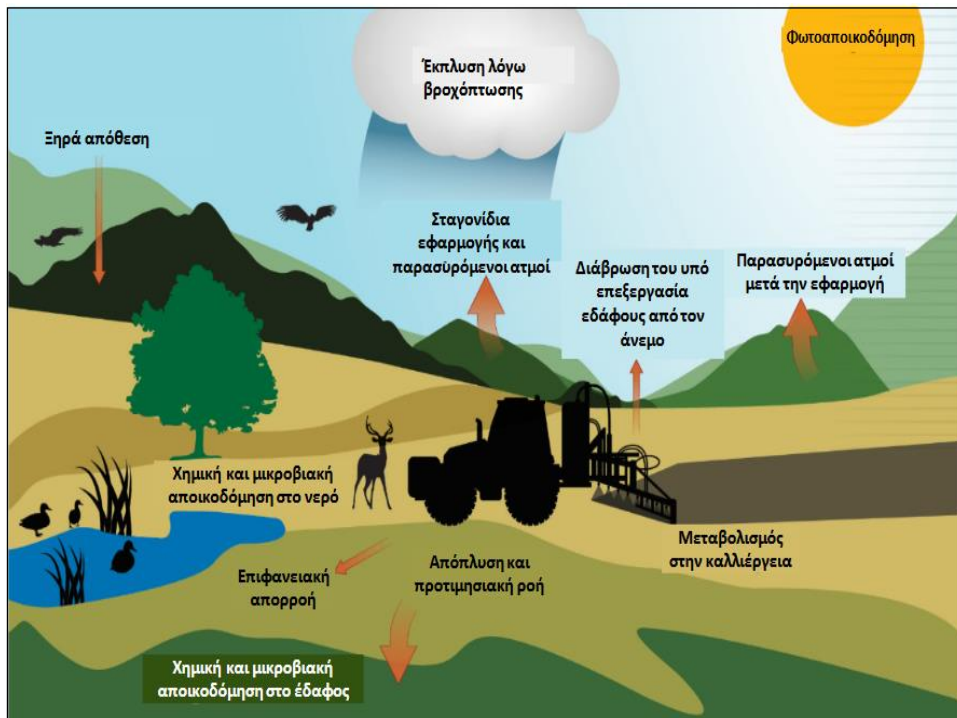 Φωτοαποικοδόμηση
Έκπλυση λόγω
βροχόπτωσης
Ξηρά απόθεση
Σταγονίδια
εφαρμογής και
παρασυρόμενοι ατμοί
Διάβρωση του υπό
επεξεργασία
εδάφους από τον
άνεμο
Παρασυρόμενοι ατμοί
μετά την εφαρμογή
Χημική και μικροβιακή
αποικοδόμηση στο νερό
Μεταβολισμός
στην καλλιέργεια
Επιφανειακή
απορροή
Απόπλυση και
προτιμησιακή ροή
Χημική και μικροβιακή
αποικοδόμηση στο έδαφος